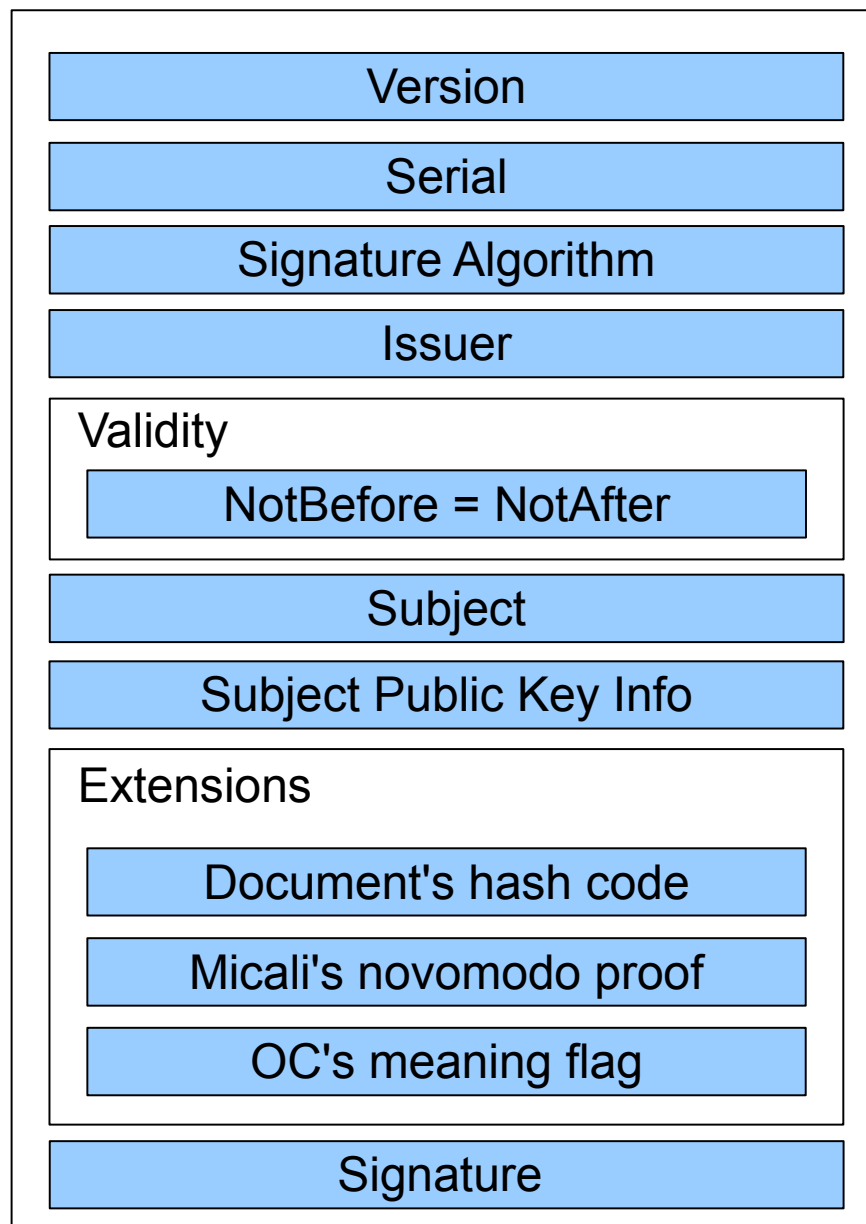 Version
Serial
Signature Algorithm
Issuer
Validity
NotBefore = NotAfter
Subject
Subject Public Key Info
Extensions
Document's hash code
Micali's novomodo proof
OC's meaning flag
Signature